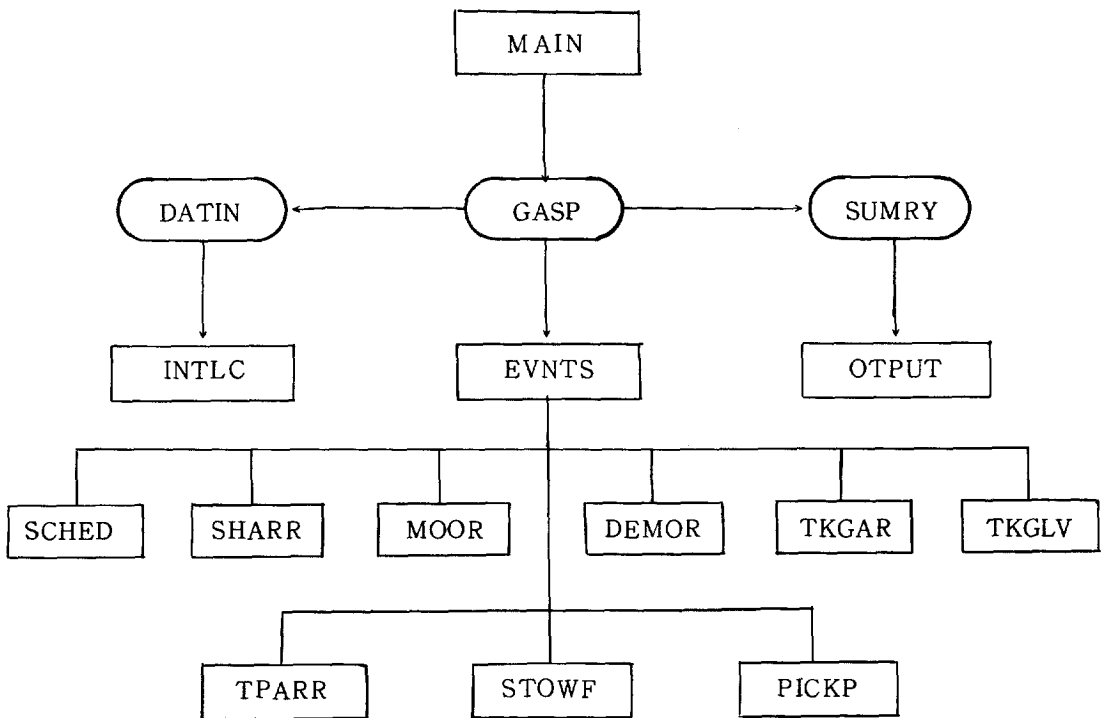 MAIN
DATIN
GASP
SUMRY
INTLC
EVNTS
OTPUT
SCHED
SHARR
MOOR
DEMOR
TKGAR
TKGLV
TPARR
STOWF
PICKP